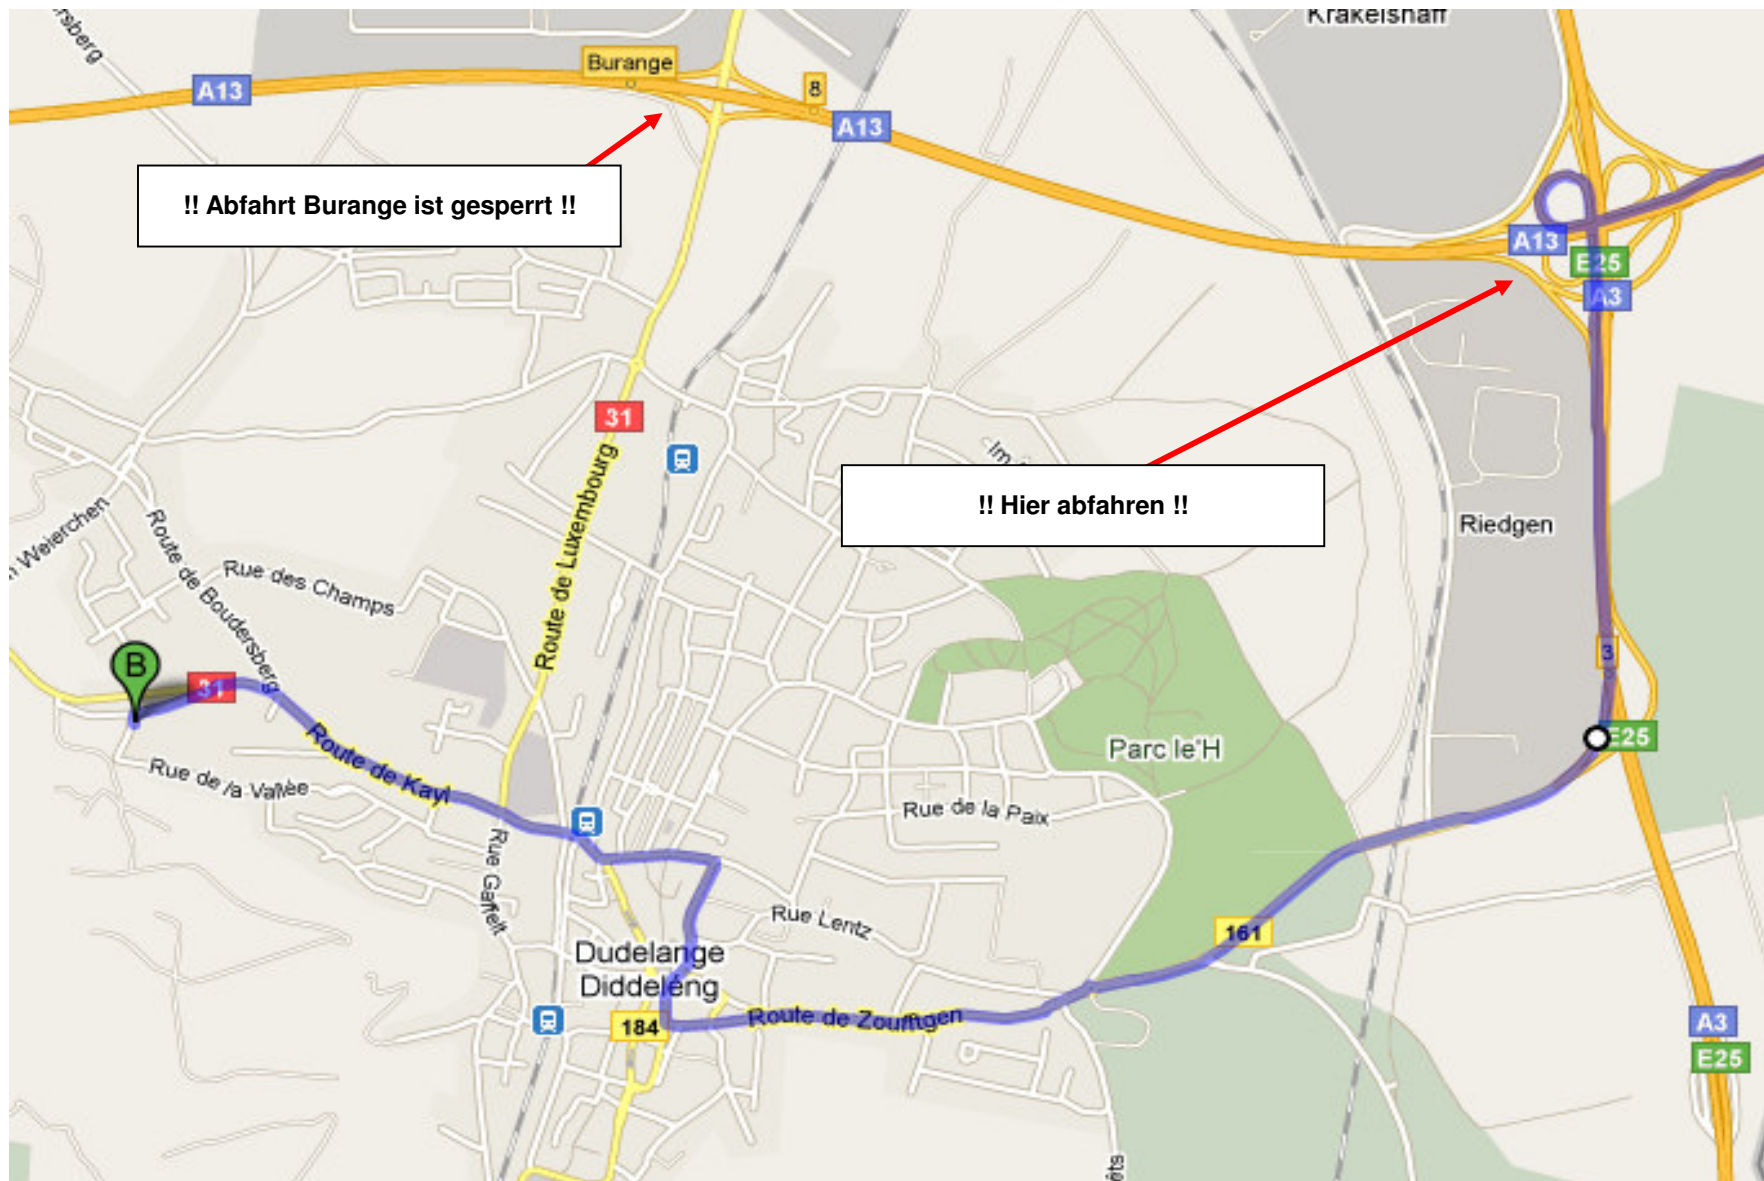 Krakelshaff
Burange
A13
8
A13
!! Abfahrt Burange ist gesperrt !!
A13
E25
A3
31
!! Hier abfahren !!
Riedgen
Weierchen
Route de Boudersberg
Rue des Champs
Route de Luxembourg
B
31
3
E25
Route de Kayl
Parc le'H
Rue de la Vallée
Rue de la Paix
Rue Gaffelt
Rue Lentz
161
Dudelange
Diddeléng
184
Route de Zoufftgen
A3
E25